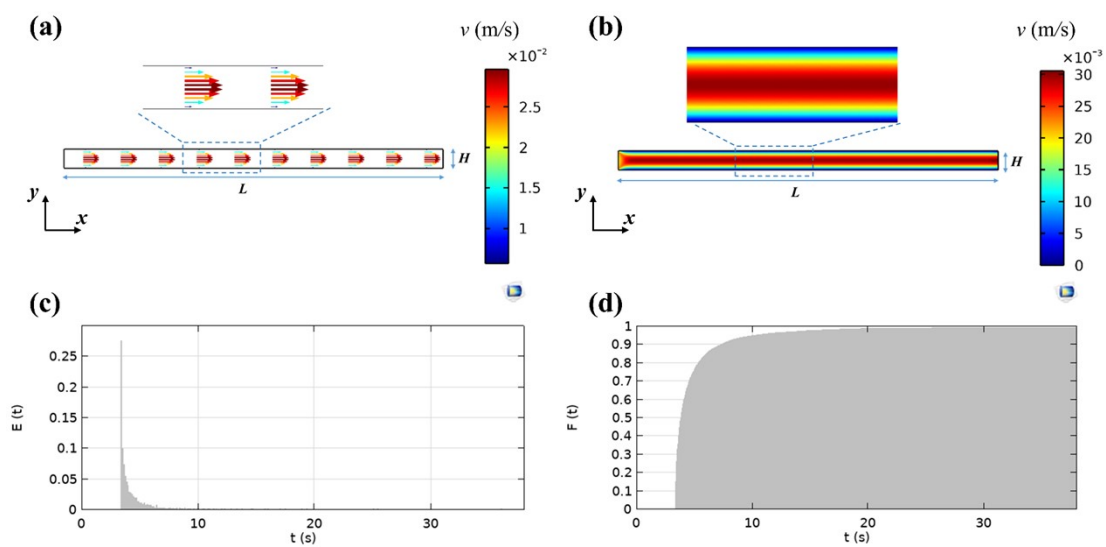 (a)
v (m/s)
×10⁻²
2.5
2
1.5
1
H
L
y
x
(b)
v (m/s)
×10⁻³
30
25
20
15
10
5
0
H
L
y
x
(c)
E (t)
0.25
0.2
0.15
0.1
0.05
0
0 10 20 30
t (s)
(d)
F (t)
1
0.9
0.8
0.7
0.6
0.5
0.4
0.3
0.2
0.1
0
0 10 20 30
t (s)